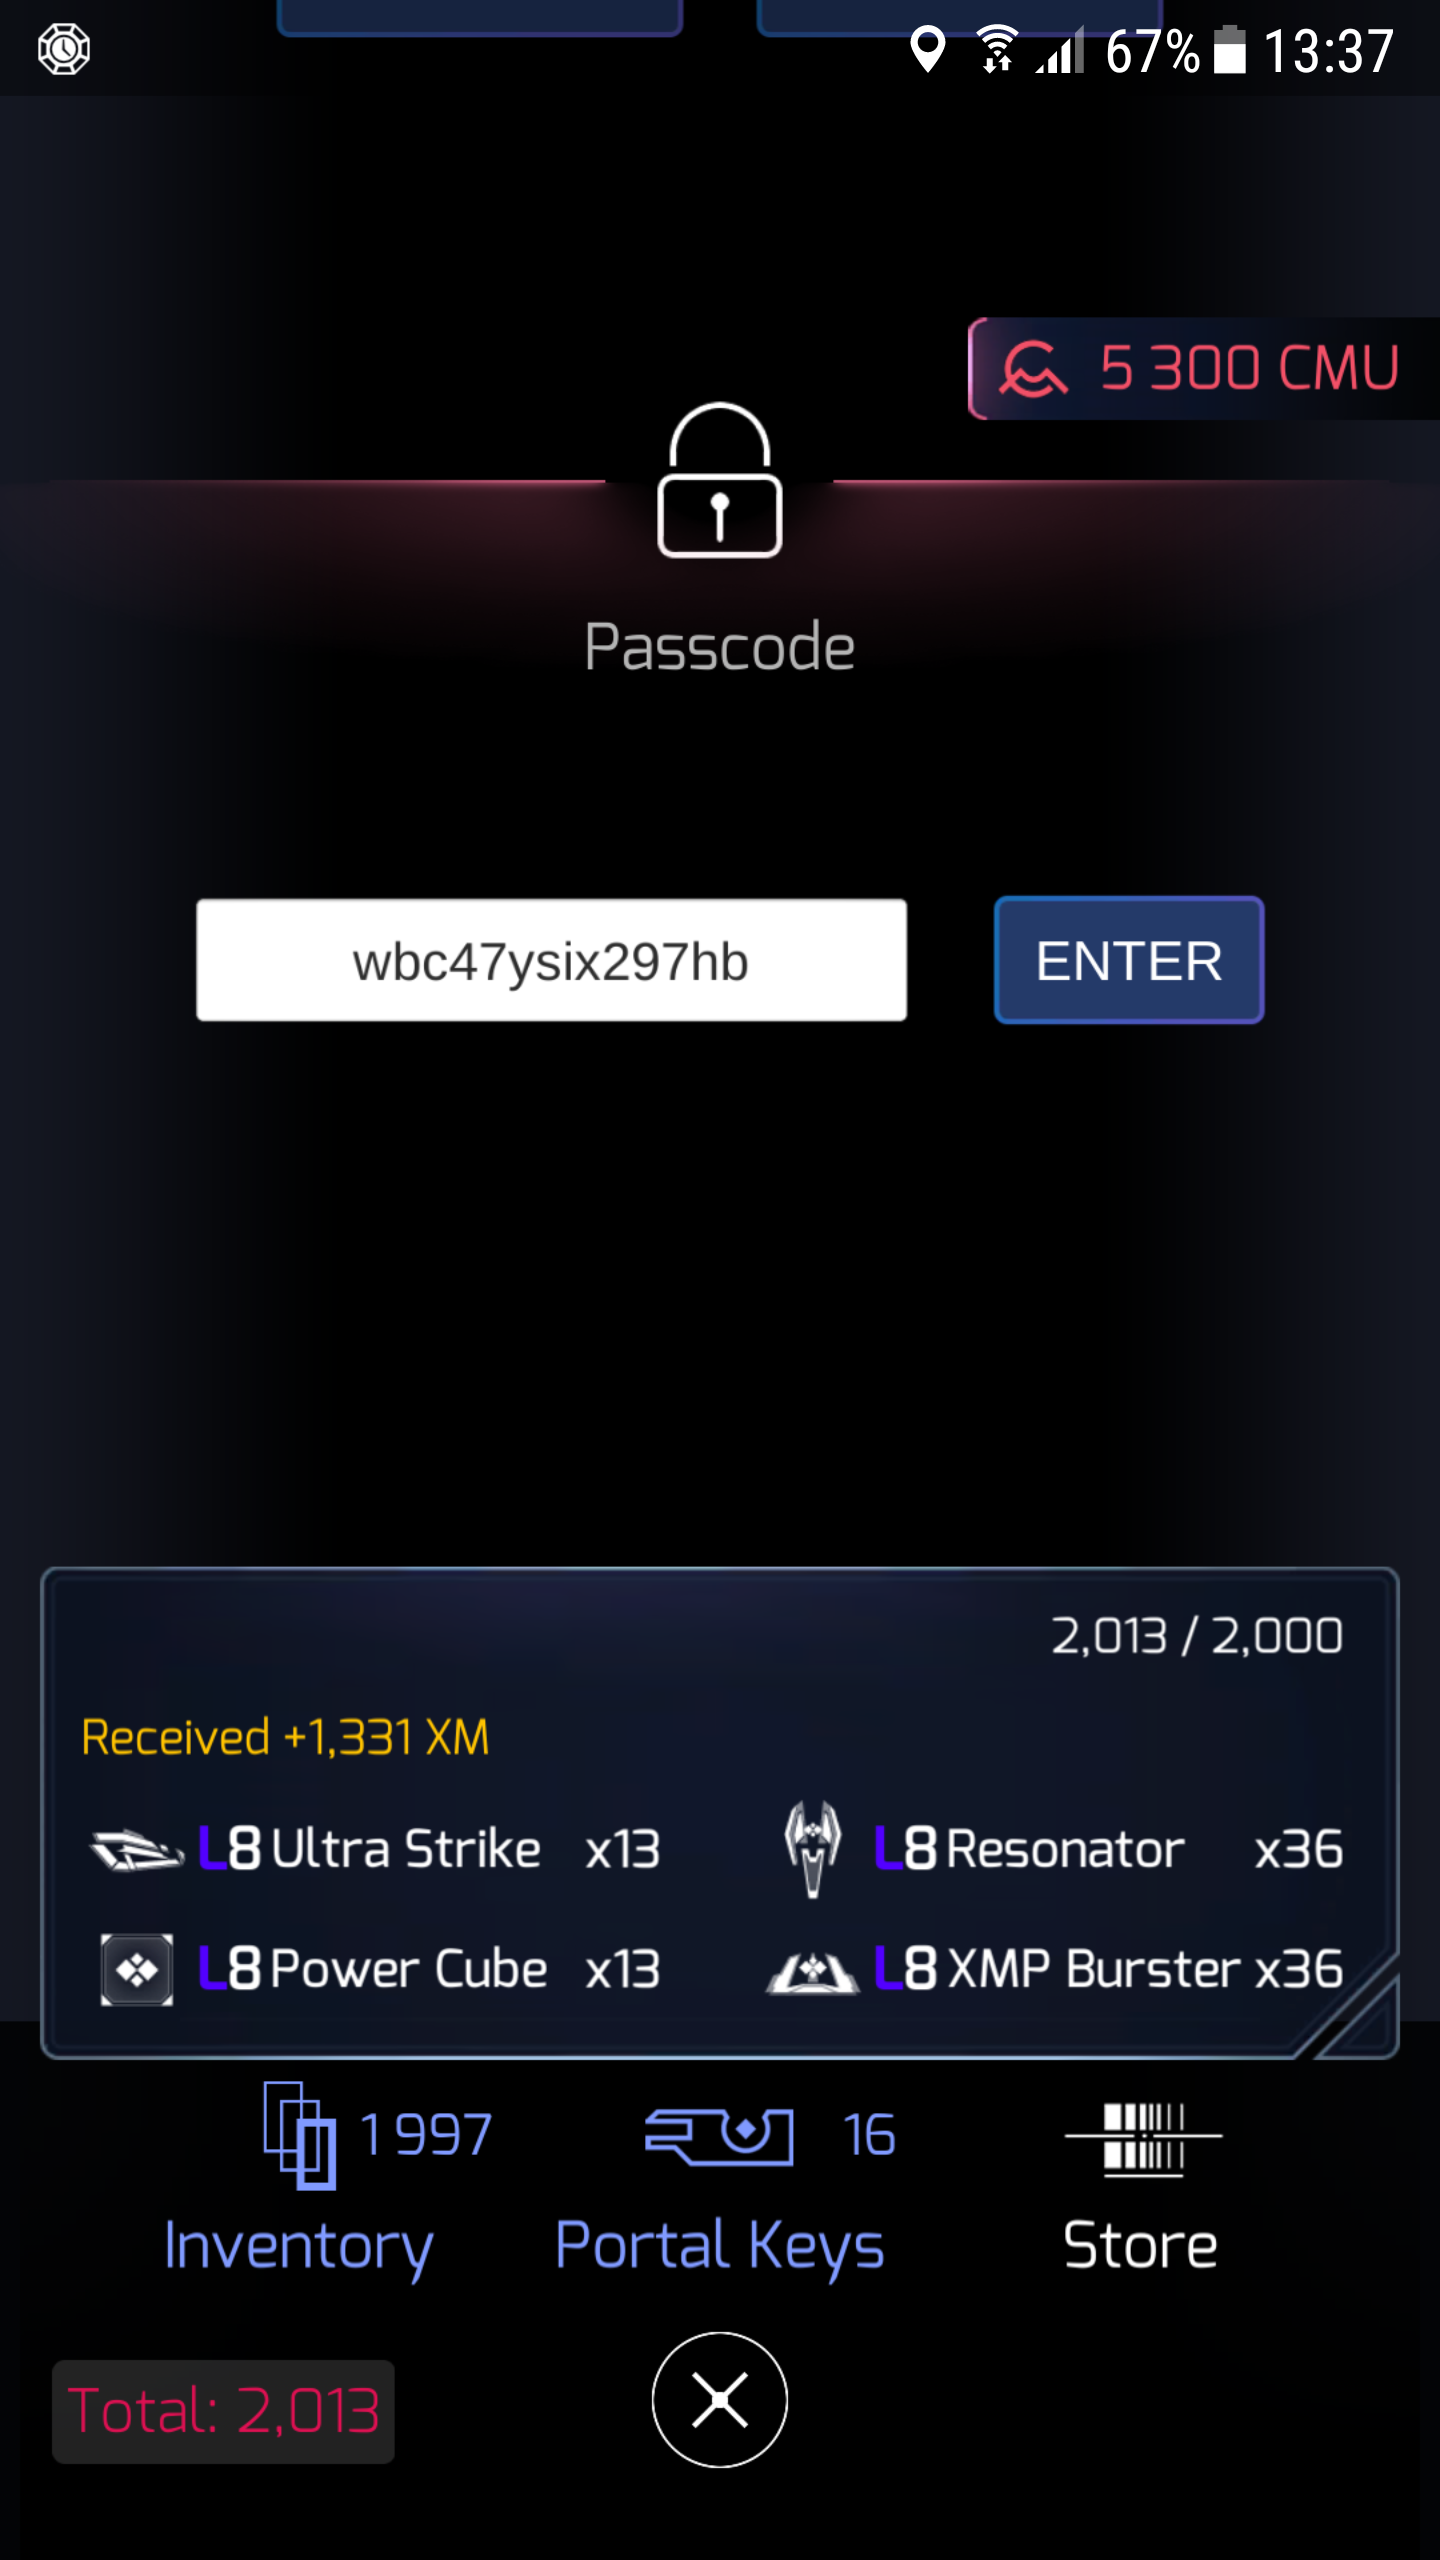 67% 13:37
5 300 CMU
Passcode
wbc47ysix297hb ENTER
2,013 / 2,000
Received +1,331 XM
L8 Ultra Strike x13 L8 Resonator x36
L8 Power Cube x13 L8 XMP Burster x36
1 997 16
Inventory Portal Keys Store
Total: 2,013